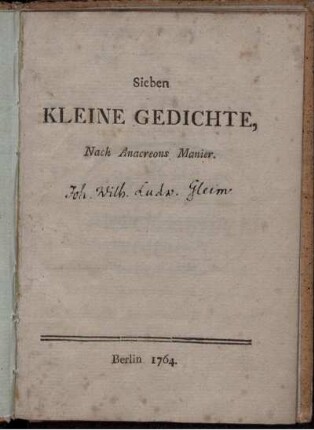 Sieben
KLEINE GEDICHTE,
Nach Anacreons Manier.
Joh. Wilh. Ludw. Gleim
Berlin 1764.